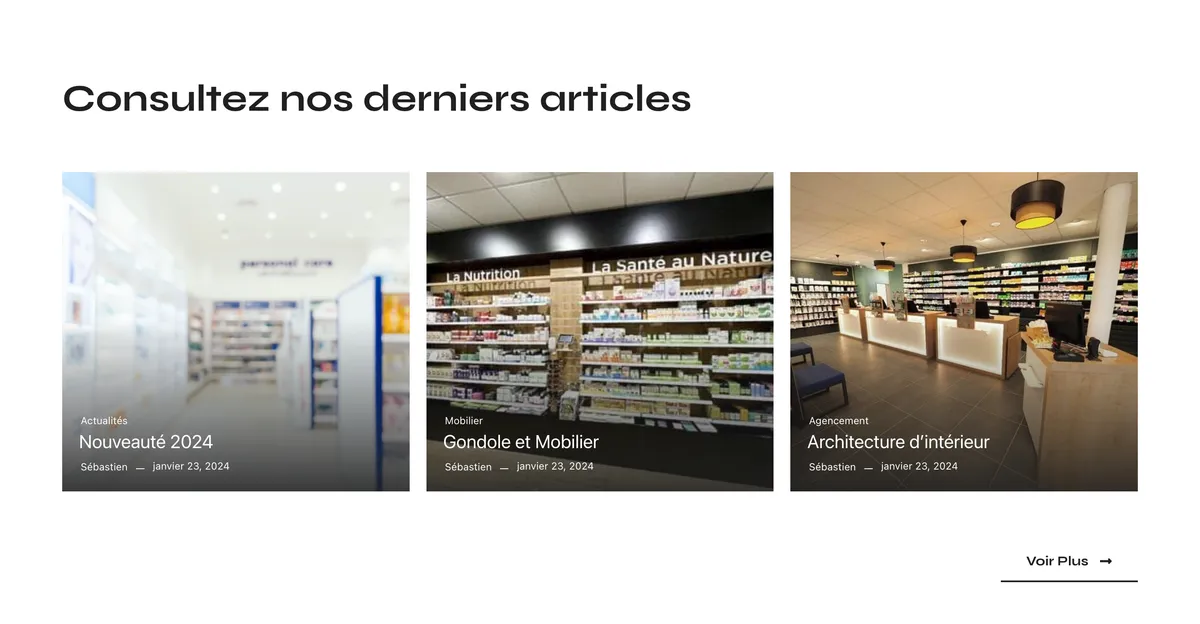 Consultez nos derniers articles
personal care
La Nutrition
La Santé au Nature
Actualités
Nouveauté 2024
Sébastien — janvier 23, 2024
Mobilier
Gondole et Mobilier
Sébastien — janvier 23, 2024
Agencement
Architecture d’intérieur
Sébastien — janvier 23, 2024
Voir Plus →